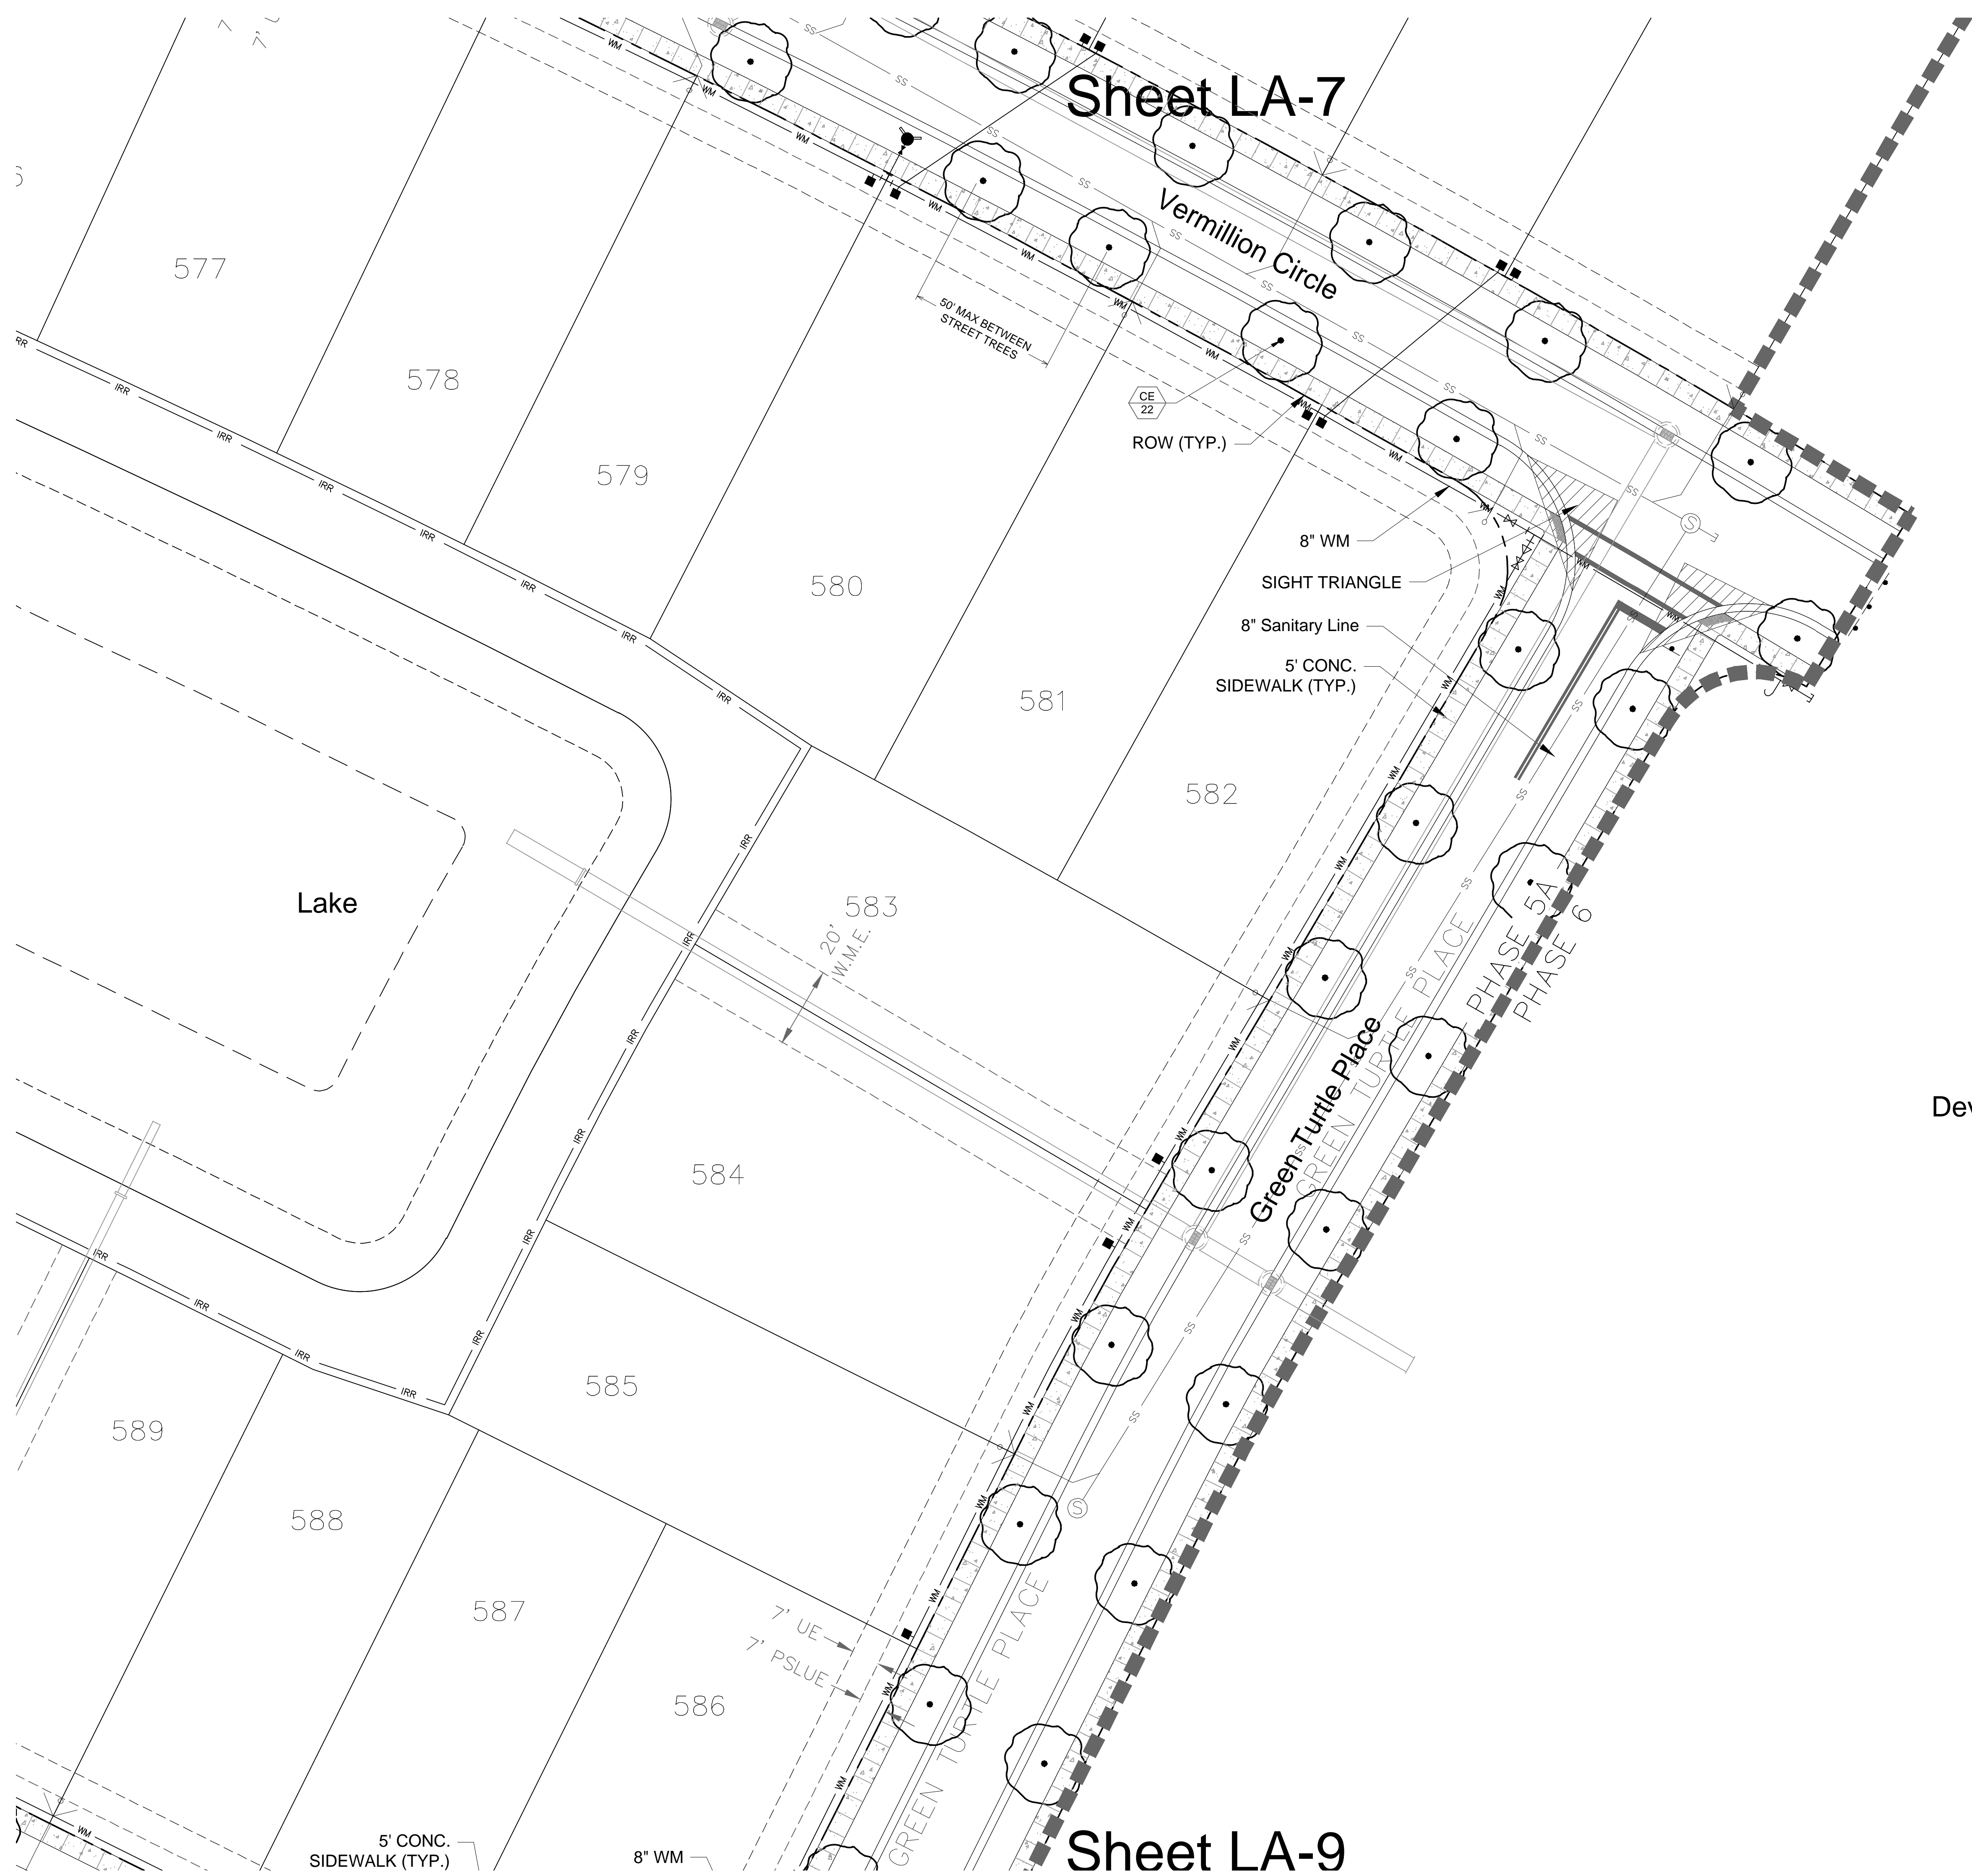 Sheet LA-7
Vermillion Circle
577
50' MAX BETWEEN
STREET TREES
578
CE
22
ROW (TYP.)
579
8" WM
SIGHT TRIANGLE
580
8" Sanitary Line
5' CONC.
SIDEWALK (TYP.)
581
582
Lake
583
20'
W.M.E.
PHASE 5A
PHASE 6
GREEN TURTLE PLACE
Green Turtle Place
584
585
589
588
587
7' UE
7' PSLUE
586
GREEN TURTLE PLACE
5' CONC.
SIDEWALK (TYP.)
8" WM
Sheet LA-9
WM
SS
IRR
S